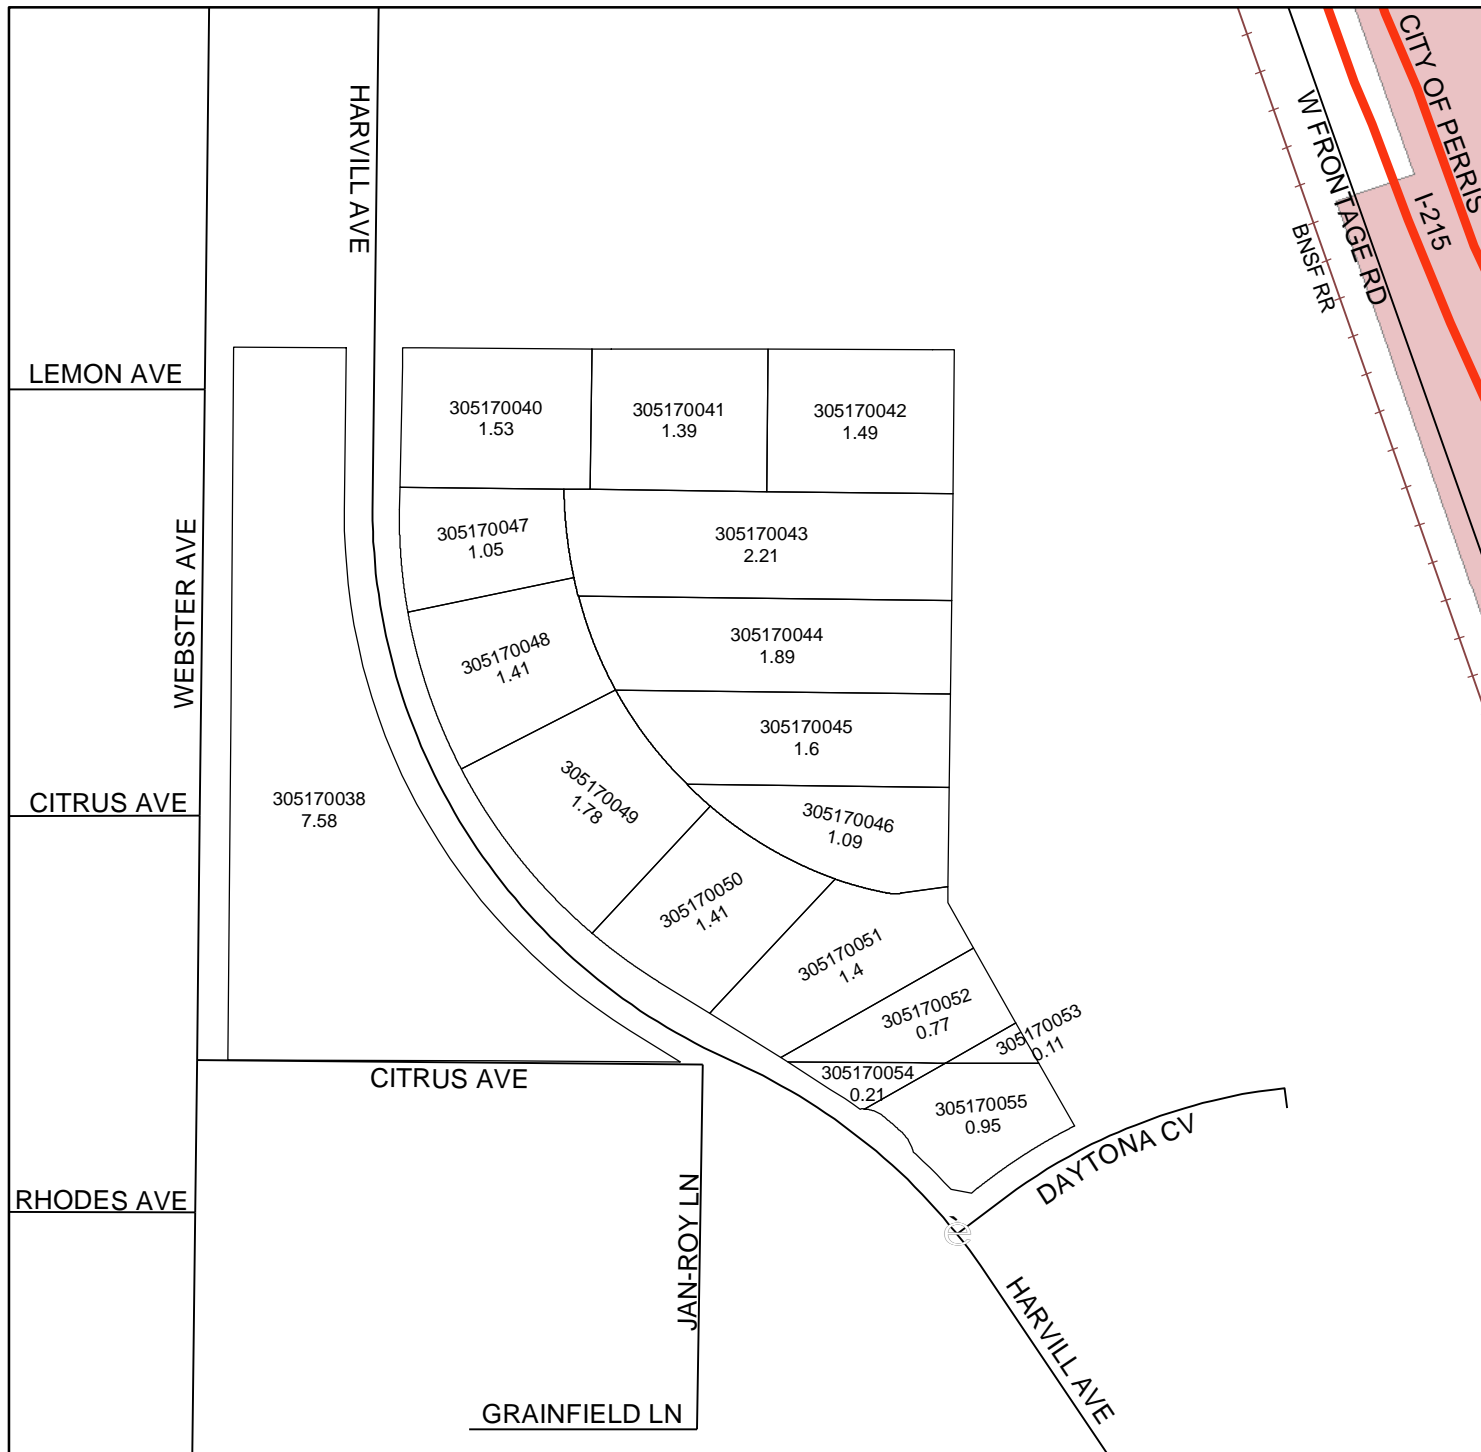 CITY OF PERRIS
HARVILL AVE
W FRONTAGE RD
I-215
BNSF RR
LEMON AVE
305170040
1.53
305170041
1.39
305170042
1.49
WEBSTER AVE
305170047
1.05
305170043
2.21
305170048
1.41
305170044
1.89
305170045
1.6
CITRUS AVE
305170038
7.58
305170049
1.78
305170046
1.09
305170050
1.41
305170051
1.4
305170052
0.77
305170053
0.11
CITRUS AVE
305170054
0.21
305170055
0.95
DAYTONA CV
RHODES AVE
JAN-ROY LN
HARVILL AVE
GRAINFIELD LN